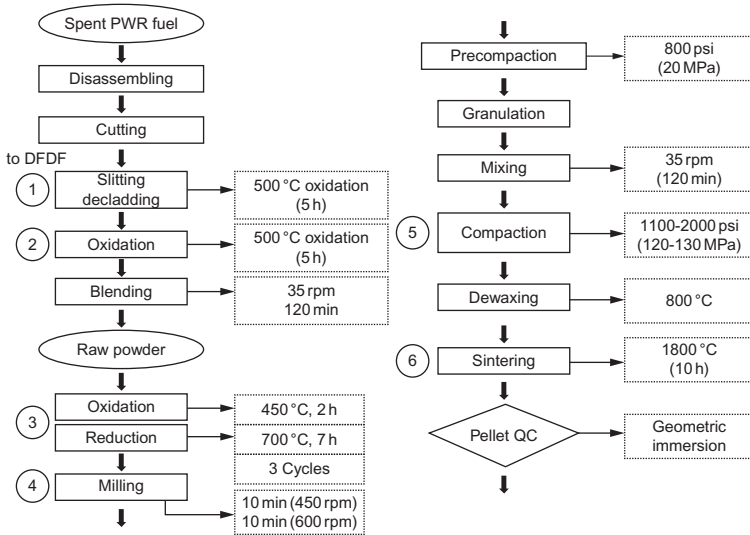 Spent PWR fuel
Disassembling
Cutting
to DFDF
1
Slitting
decladding
500 °C oxidation
(5 h)
2
Oxidation
500 °C oxidation
(5 h)
Blending
35 rpm
120 min
Raw powder
3
Oxidation
450 °C, 2 h
Reduction
700 °C, 7 h
3 Cycles
4
Milling
10 min (450 rpm)
10 min (600 rpm)
Precompaction
800 psi
(20 MPa)
Granulation
Mixing
35 rpm
(120 min)
5
Compaction
1100-2000 psi
(120-130 MPa)
Dewaxing
800 °C
6
Sintering
1800 °C
(10 h)
Pellet QC
Geometric
immersion